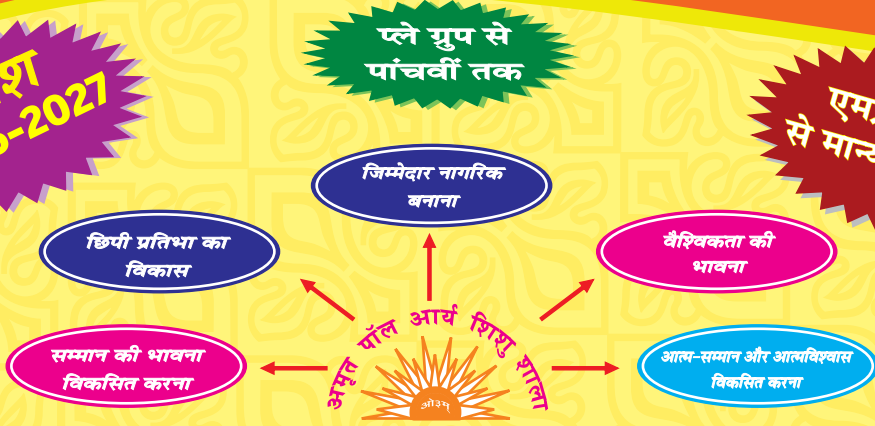 प्ले ग्रुप से
पांचवीं तक
-2027
से
जिम्मेदार नागरिक
बनाना
छिपी प्रतिभा का
विकास
वैश्विकता की
भावना
सम्मान की भावना
विकसित करना
अमृत पॉल आर्य शिशु शाला
ओ३म्
आत्म-सम्मान और आत्मविश्वास
विकसित करना